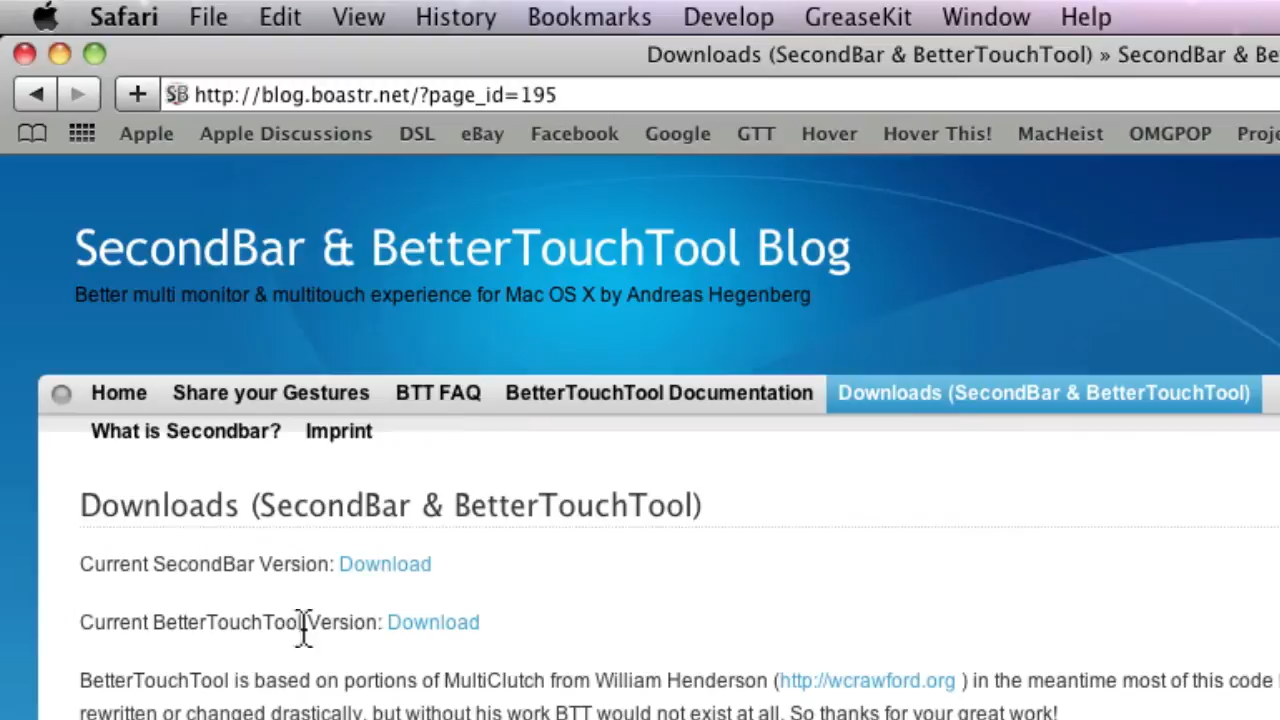 Safari File Edit View History Bookmarks Develop GreaseKit Window Help
Downloads (SecondBar & BetterTouchTool) » SecondBar & Be
SB http://blog.boastr.net/?page_id=195
Apple Apple Discussions DSL eBay Facebook Google GTT Hover Hover This! MacHeist OMGPOP Proje
SecondBar & BetterTouchTool Blog
Better multi monitor & multitouch experience for Mac OS X by Andreas Hegenberg
Home Share your Gestures BTT FAQ BetterTouchTool Documentation Downloads (SecondBar & BetterTouchTool)
What is Secondbar? Imprint
Downloads (SecondBar & BetterTouchTool)
Current SecondBar Version: Download
Current BetterTouchTool Version: Download
BetterTouchTool is based on portions of MultiClutch from William Henderson (http://wcrawford.org ) in the meantime most of this code
rewritten or changed drastically, but without his work BTT would not exist at all. So thanks for your great work!